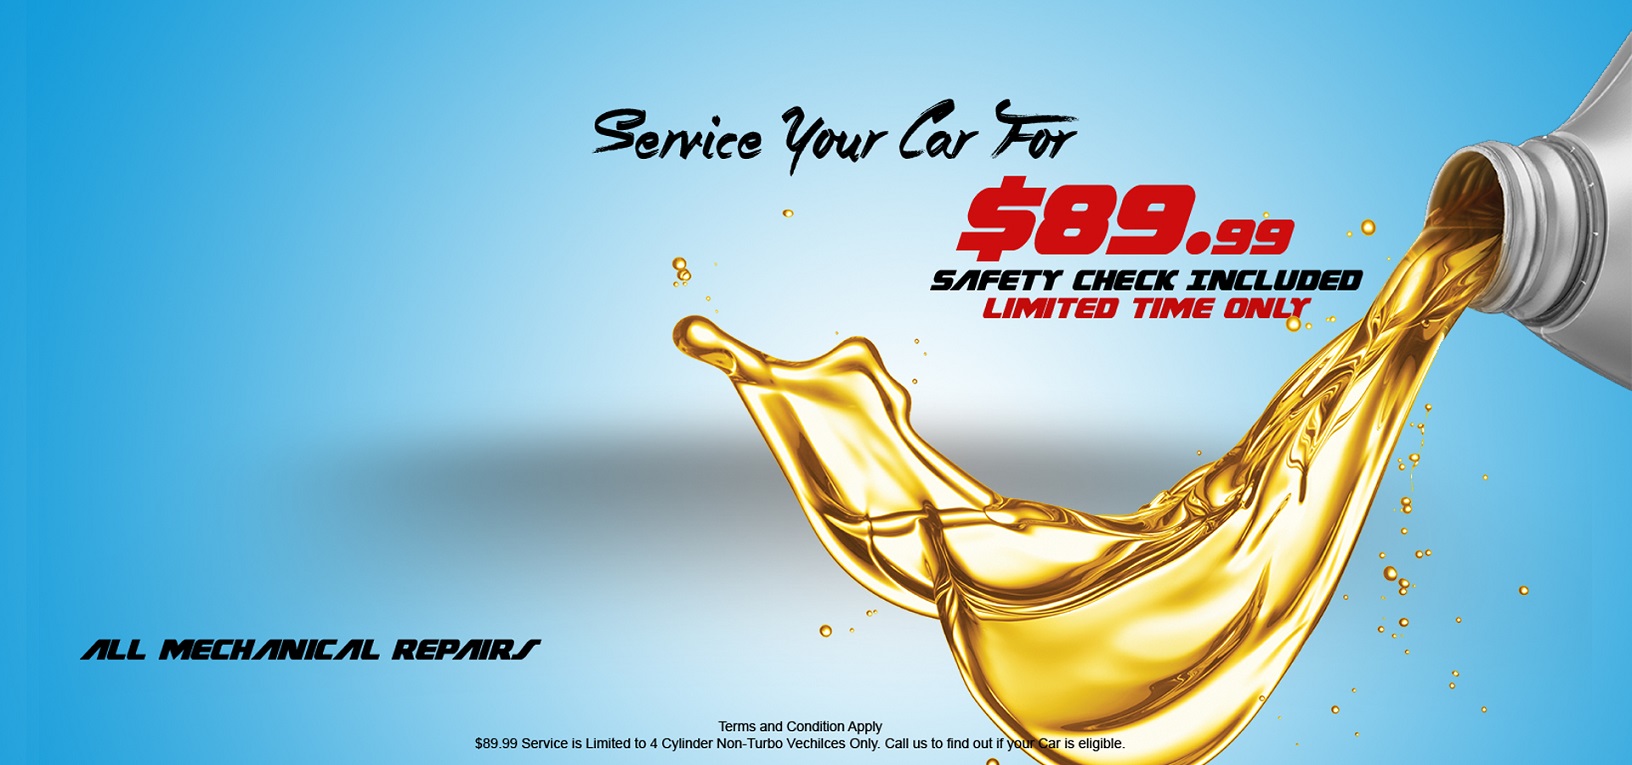 Service Your Car For
$89.99
SAFETY CHECK INCLUDED
LIMITED TIME ONLY
ALL MECHANICAL REPAIRS
Terms and Condition Apply
$89.99 Service is Limited to 4 Cylinder Non-Turbo Vechilces Only. Call us to find out if your Car is eligible.